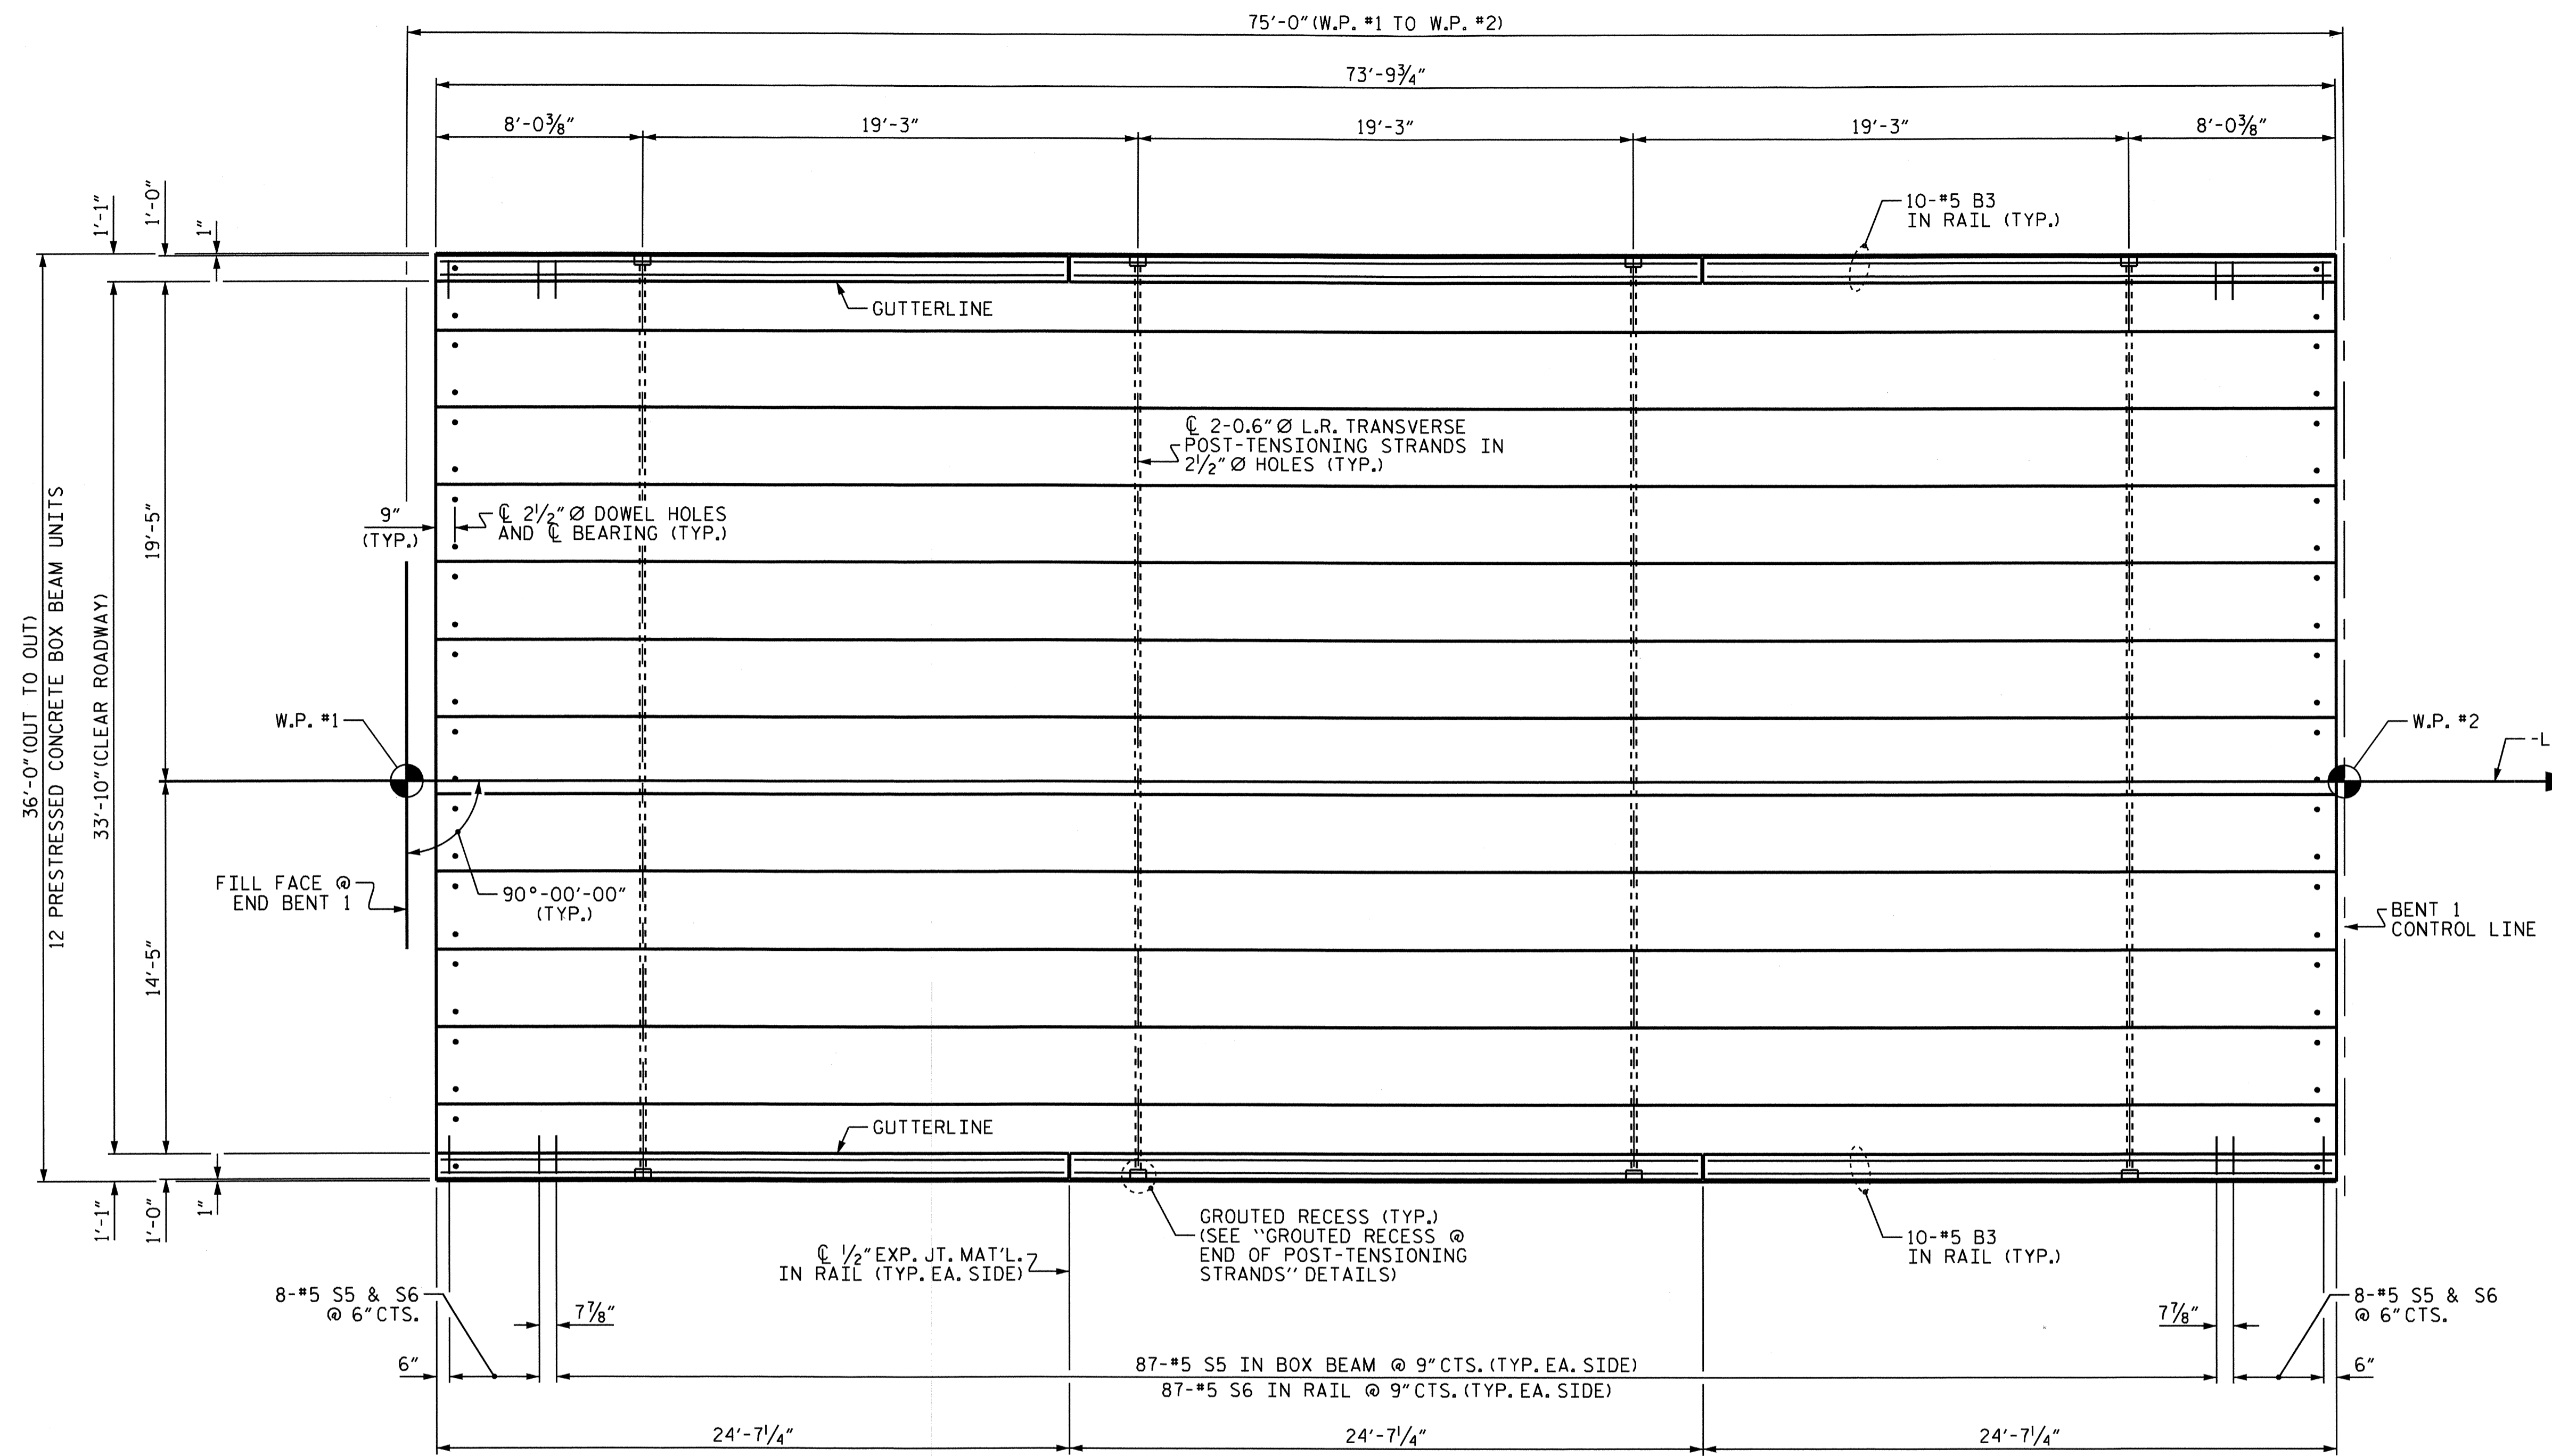 75'-0" (W.P. #1 TO W.P. #2)
73'-9¾"
8'-0⅜"
19'-3"
19'-3"
19'-3"
8'-0⅜"
1'-1"
1'-0"
1"
10-#5 B3
IN RAIL (TYP.)
GUTTERLINE
℄ 2-0.6" Ø L.R. TRANSVERSE
POST-TENSIONING STRANDS IN
2½" Ø HOLES (TYP.)
9"
(TYP.)
℄ 2½" Ø DOWEL HOLES
AND ℄ BEARING (TYP.)
36'-0" (OUT TO OUT)
12 PRESTRESSED CONCRETE BOX BEAM UNITS
33'-10" (CLEAR ROADWAY)
19'-5"
14'-5"
W.P. #1
W.P. #2
-L
FILL FACE @
END BENT 1
90°-00'-00"
(TYP.)
BENT 1
CONTROL LINE
GUTTERLINE
1'-1"
1'-0"
1"
GROUTED RECESS (TYP.)
(SEE "GROUTED RECESS @
END OF POST-TENSIONING
STRANDS" DETAILS)
10-#5 B3
IN RAIL (TYP.)
℄ ½" EXP. JT. MAT'L.
IN RAIL (TYP. EA. SIDE)
8-#5 S5 & S6
@ 6" CTS.
7⅞"
7⅞"
8-#5 S5 & S6
@ 6" CTS.
6"
87-#5 S5 IN BOX BEAM @ 9" CTS. (TYP. EA. SIDE)
87-#5 S6 IN RAIL @ 9" CTS. (TYP. EA. SIDE)
6"
24'-7¼"
24'-7¼"
24'-7¼"